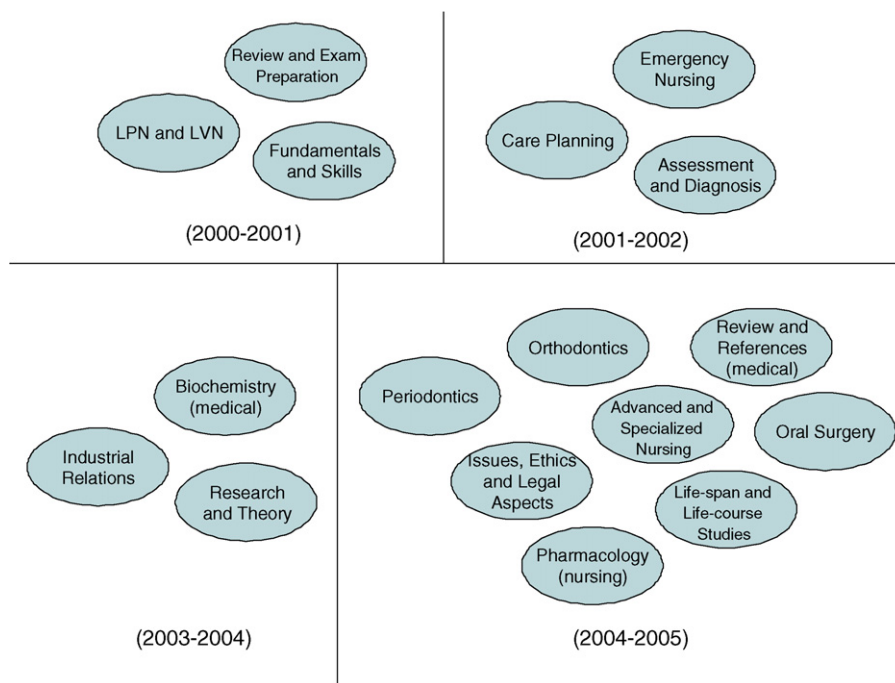 Review and Exam
Preparation
LPN and LVN
Fundamentals
and Skills
(2000-2001)
Emergency
Nursing
Care Planning
Assessment
and Diagnosis
(2001-2002)
Biochemistry
(medical)
Industrial
Relations
Research
and Theory
(2003-2004)
Orthodontics
Review and
References
(medical)
Periodontics
Advanced and
Specialized
Nursing
Oral Surgery
Issues, Ethics
and Legal
Aspects
Life-span and
Life-course
Studies
Pharmacology
(nursing)
(2004-2005)